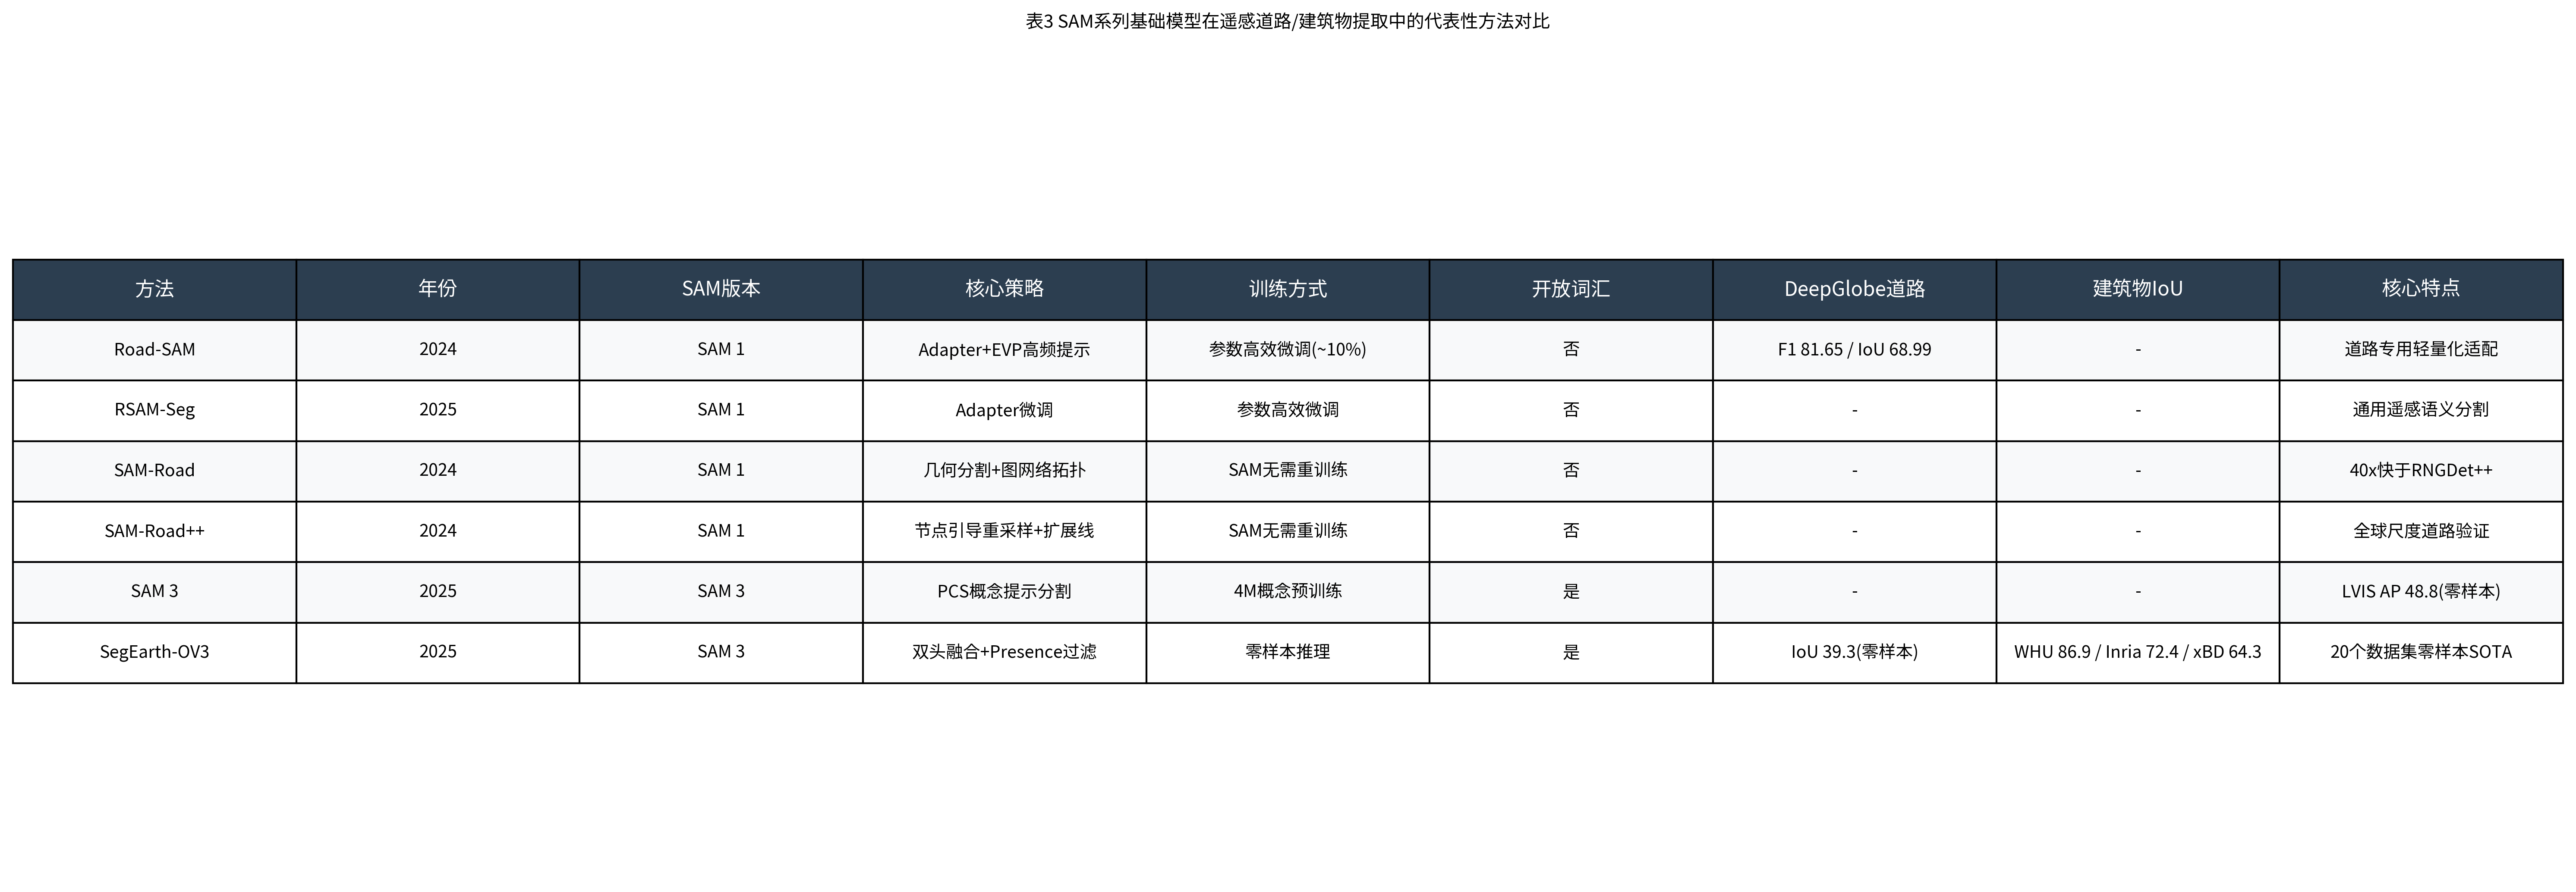 表3 SAM系列基础模型在遥感道路/建筑物提取中的代表性方法对比
方法 年份 SAM版本 核心策略 训练方式 开放词汇 DeepGlobe道路 建筑物IoU 核心特点
Road-SAM 2024 SAM 1 Adapter+EVP高频提示 参数高效微调(~10%) 否 F1 81.65 / IoU 68.99 - 道路专用轻量化适配
RSAM-Seg 2025 SAM 1 Adapter微调 参数高效微调 否 - - 通用遥感语义分割
SAM-Road 2024 SAM 1 几何分割+图网络拓扑 SAM无需重训练 否 - - 40x快于RNGDet++
SAM-Road++ 2024 SAM 1 节点引导重采样+扩展线 SAM无需重训练 否 - - 全球尺度道路验证
SAM 3 2025 SAM 3 PCS概念提示分割 4M概念预训练 是 - - LVIS AP 48.8(零样本)
SegEarth-OV3 2025 SAM 3 双头融合+Presence过滤 零样本推理 是 IoU 39.3(零样本) WHU 86.9 / Inria 72.4 / xBD 64.3 20个数据集零样本SOTA